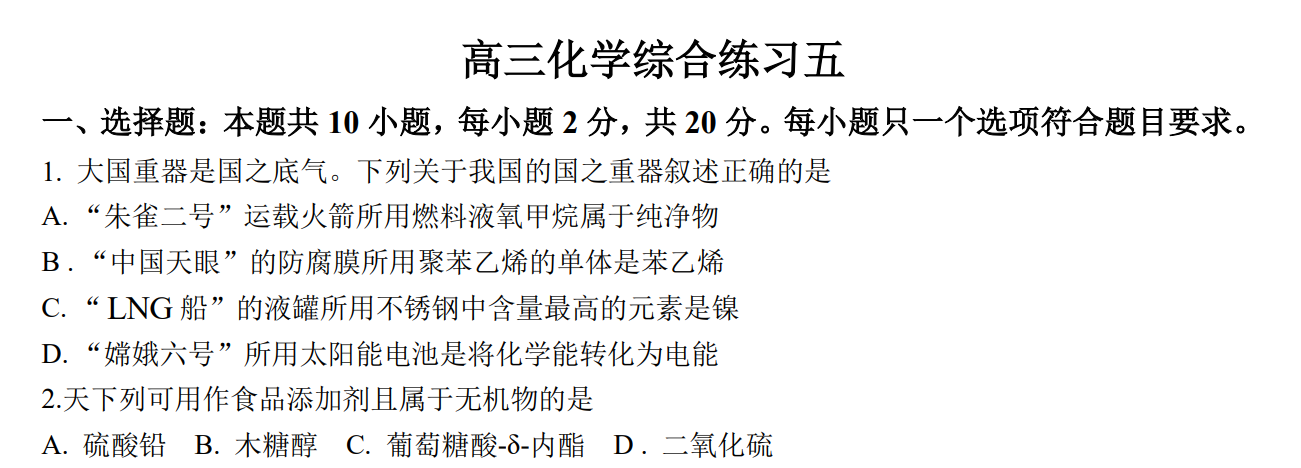 高三化学综合练习五
一、选择题：本题共 10 小题，每小题 2 分，共 20 分。每小题只一个选项符合题目要求。
1. 大国重器是国之底气。下列关于我国的国之重器叙述正确的是
A. “朱雀二号”运载火箭所用燃料液氧甲烷属于纯净物
B . “中国天眼”的防腐膜所用聚苯乙烯的单体是苯乙烯
C. “ LNG 船”的液罐所用不锈钢中含量最高的元素是镍
D. “嫦娥六号”所用太阳能电池是将化学能转化为电能
2.天下列可用作食品添加剂且属于无机物的是
A. 硫酸铅 B. 木糖醇 C. 葡萄糖酸-δ-内酯 D . 二氧化硫